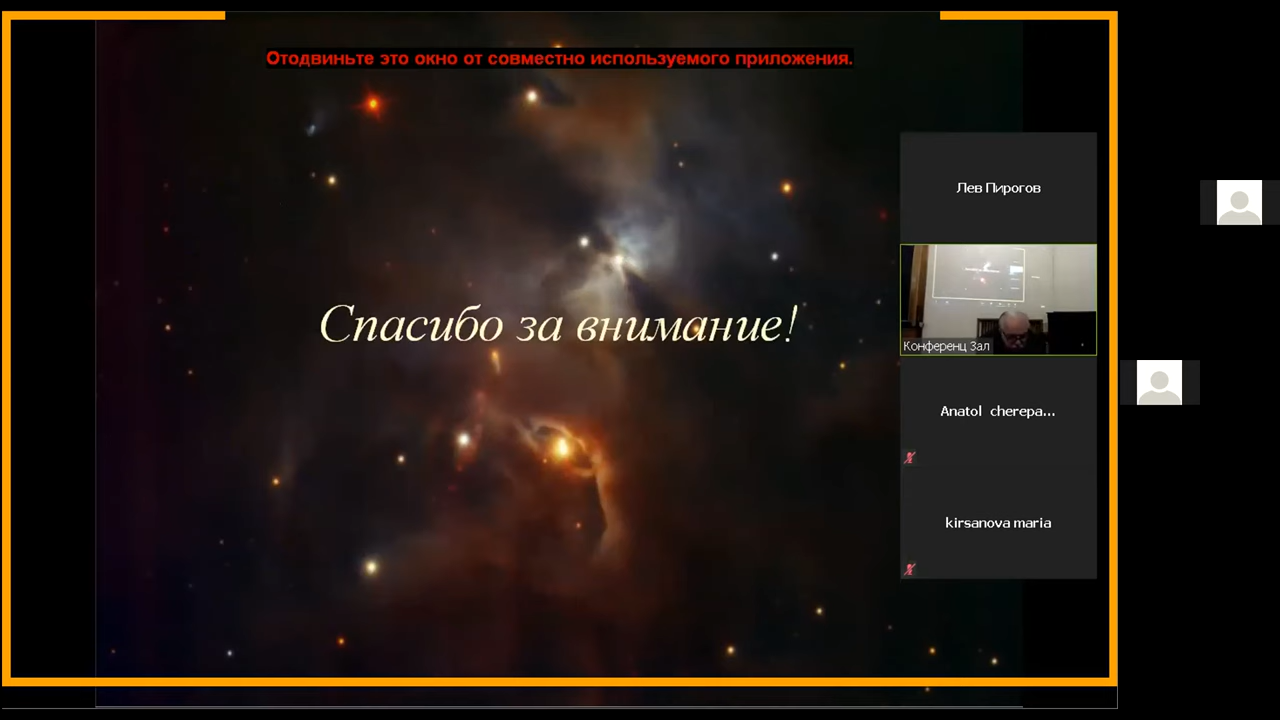 Отодвиньте это окно от совместно используемого приложения.
Лев Пирогов
Спасибо за внимание!
Конференц Зал
Anatol cherepa...
kirsanova maria